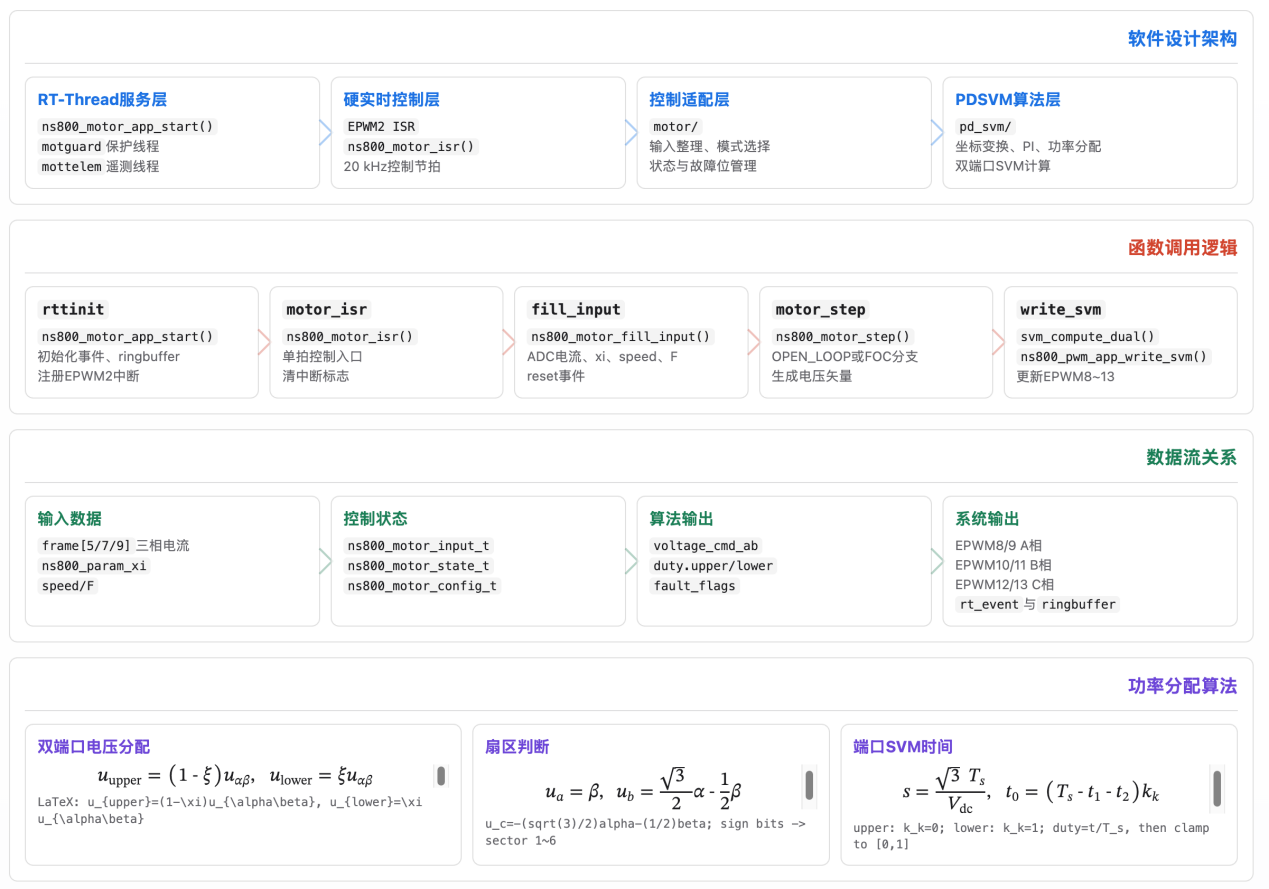 软件设计架构
RT-Thread服务层
ns800_motor_app_start()
motguard 保护线程
mottelem 遥测线程
硬实时控制层
EPWM2 ISR
ns800_motor_isr()
20 kHz控制节拍
控制适配层
motor/
输入整理、模式选择
状态与故障位管理
PDSVM算法层
pd_svm/
坐标变换、PI、功率分配
双端口SVM计算
函数调用逻辑
rttinit
ns800_motor_app_start()
初始化事件、ringbuffer
注册EPWM2中断
motor_isr
ns800_motor_isr()
单拍控制入口
清中断标志
fill_input
ns800_motor_fill_input()
ADC电流、xi、speed、F
reset事件
motor_step
ns800_motor_step()
OPEN_LOOP或FOC分支
生成电压矢量
write_svm
svm_compute_dual()
ns800_pwm_app_write_svm()
更新EPWM8~13
数据流关系
输入数据
frame[5/7/9] 三相电流
ns800_param_xi
speed/F
控制状态
ns800_motor_input_t
ns800_motor_state_t
ns800_motor_config_t
算法输出
voltage_cmd_ab
duty.upper/lower
fault_flags
系统输出
EPWM8/9 A相
EPWM10/11 B相
EPWM12/13 C相
rt_event 与 ringbuffer
功率分配算法
双端口电压分配
u_upper = (1 - ξ)u_αβ, u_lower = ξu_αβ
LaTeX: u_{upper}=(1−\xi)u_{\alpha\beta}, u_{lower}=\xi
u_{\alpha\beta}
扇区判断
u_a = β, u_b = √3/2 α - 1/2 β
u_c=−(sqrt(3)/2)alpha−(1/2)beta; sign bits −>
sector 1~6
端口SVM时间
s = √3 T_s / V_dc, t_0 = (T_s - t_1 - t_2)k_k
upper: k_k=0; lower: k_k=1; duty=t/T_s, then clamp
to [0,1]